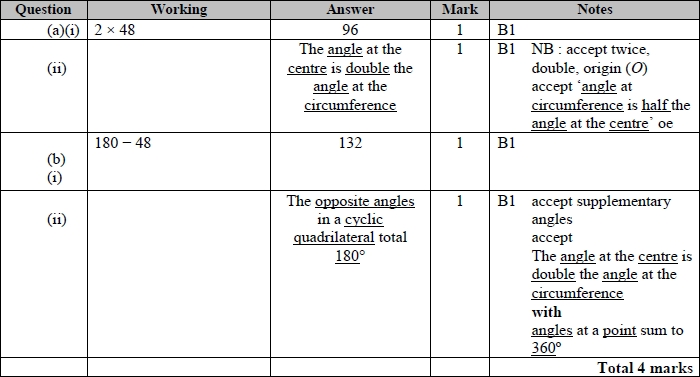 Question Working Answer Mark Notes
(a)(i) 2 × 48 96 1 B1
(ii) The angle at the 1 B1 NB : accept twice,
centre is double the double, origin (O)
angle at the accept ‘angle at
circumference circumference is half the
angle at the centre’ oe
180 − 48 132 1 B1
(b)
(i)
(ii) The opposite angles 1 B1 accept supplementary
in a cyclic angles
quadrilateral total accept
180° The angle at the centre is
double the angle at the
circumference
with
angles at a point sum to
360°
Total 4 marks